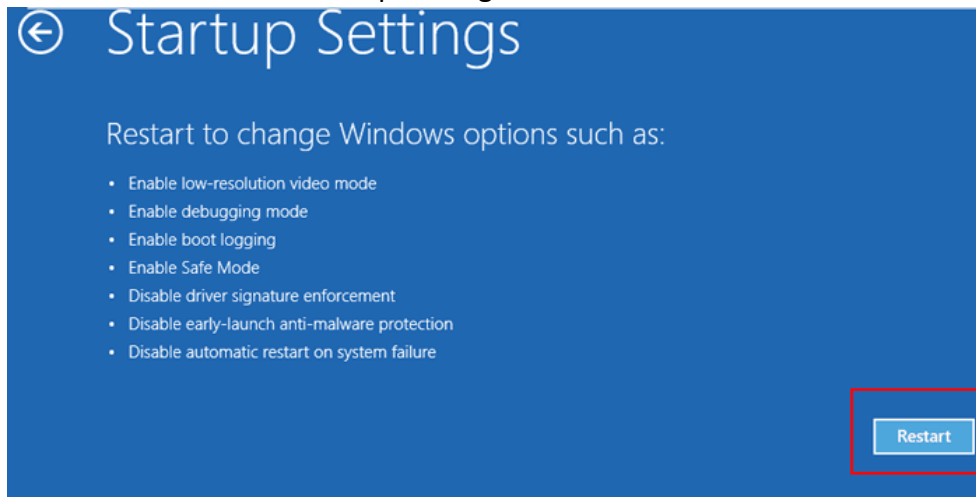 Startup Settings
Restart to change Windows options such as:
• Enable low-resolution video mode
• Enable debugging mode
• Enable boot logging
• Enable Safe Mode
• Disable driver signature enforcement
• Disable early-launch anti-malware protection
• Disable automatic restart on system failure
Restart